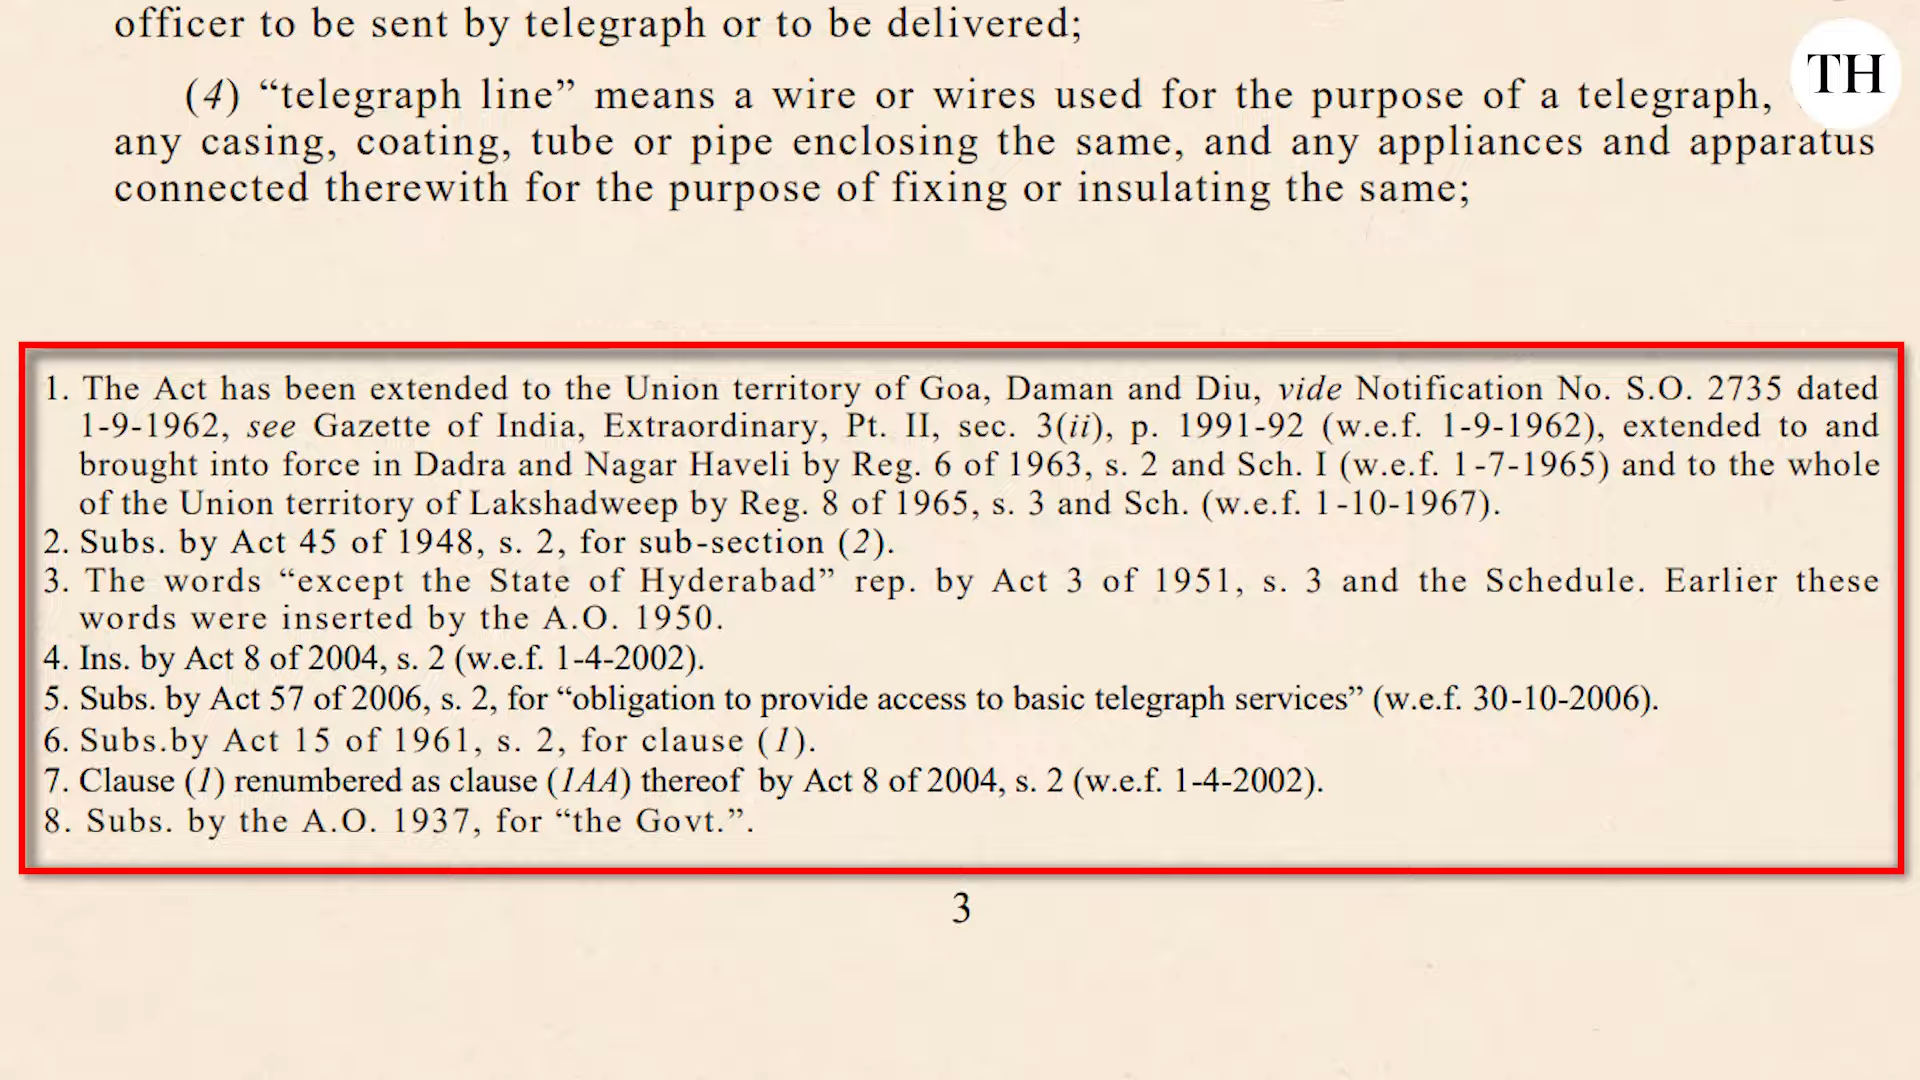 officer to be sent by telegraph or to be delivered;
TH
(4) “telegraph line” means a wire or wires used for the purpose of a telegraph,
any casing, coating, tube or pipe enclosing the same, and any appliances and apparatus
connected therewith for the purpose of fixing or insulating the same;
1. The Act has been extended to the Union territory of Goa, Daman and Diu, vide Notification No. S.O. 2735 dated
1-9-1962, see Gazette of India, Extraordinary, Pt. II, sec. 3(ii), p. 1991-92 (w.e.f. 1-9-1962), extended to and
brought into force in Dadra and Nagar Haveli by Reg. 6 of 1963, s. 2 and Sch. I (w.e.f. 1-7-1965) and to the whole
of the Union territory of Lakshadweep by Reg. 8 of 1965, s. 3 and Sch. (w.e.f. 1-10-1967).
2. Subs. by Act 45 of 1948, s. 2, for sub-section (2).
3. The words “except the State of Hyderabad” rep. by Act 3 of 1951, s. 3 and the Schedule. Earlier these
words were inserted by the A.O. 1950.
4. Ins. by Act 8 of 2004, s. 2 (w.e.f. 1-4-2002).
5. Subs. by Act 57 of 2006, s. 2, for “obligation to provide access to basic telegraph services” (w.e.f. 30-10-2006).
6. Subs.by Act 15 of 1961, s. 2, for clause (1).
7. Clause (1) renumbered as clause (1AA) thereof by Act 8 of 2004, s. 2 (w.e.f. 1-4-2002).
8. Subs. by the A.O. 1937, for “the Govt.”.
3